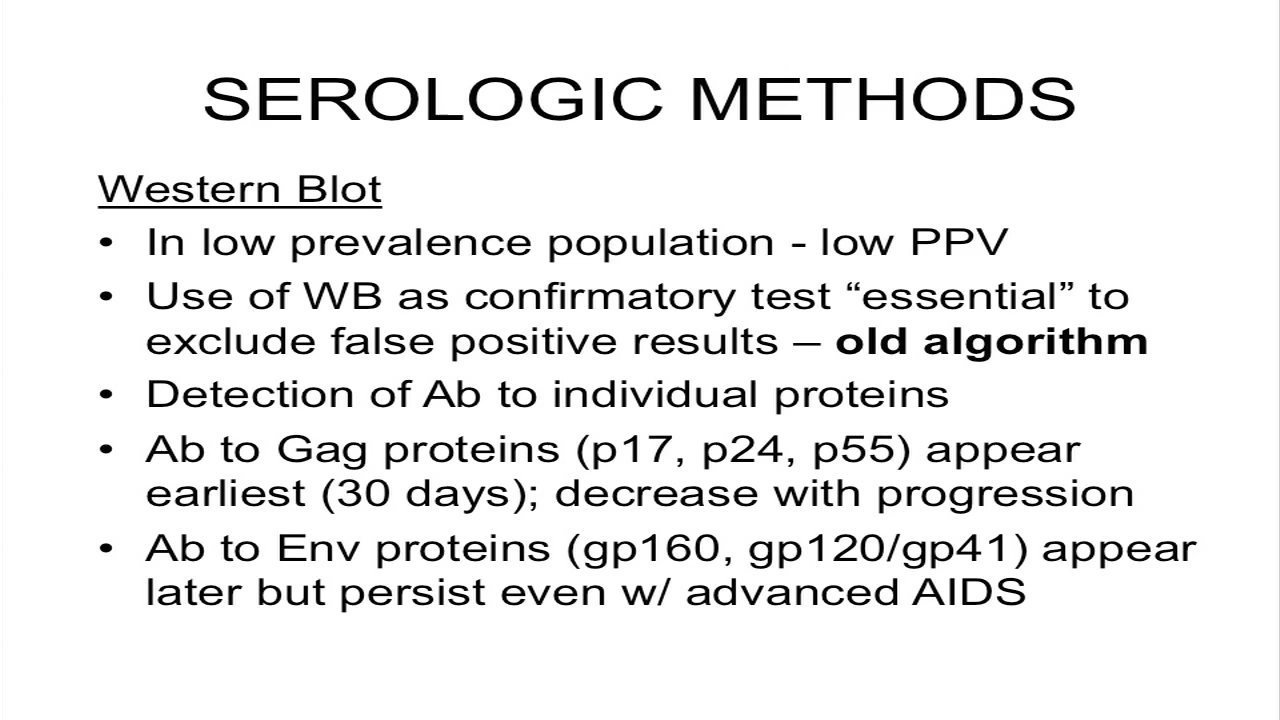 SEROLOGIC METHODS
Western Blot
• In low prevalence population - low PPV
• Use of WB as confirmatory test “essential” to
exclude false positive results – old algorithm
• Detection of Ab to individual proteins
• Ab to Gag proteins (p17, p24, p55) appear
earliest (30 days); decrease with progression
• Ab to Env proteins (gp160, gp120/gp41) appear
later but persist even w/ advanced AIDS